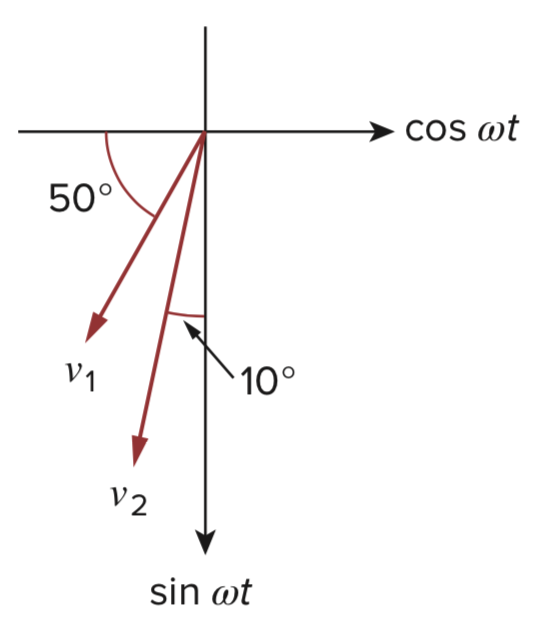 cos ωt
50°
v1
10°
v2
sin ωt